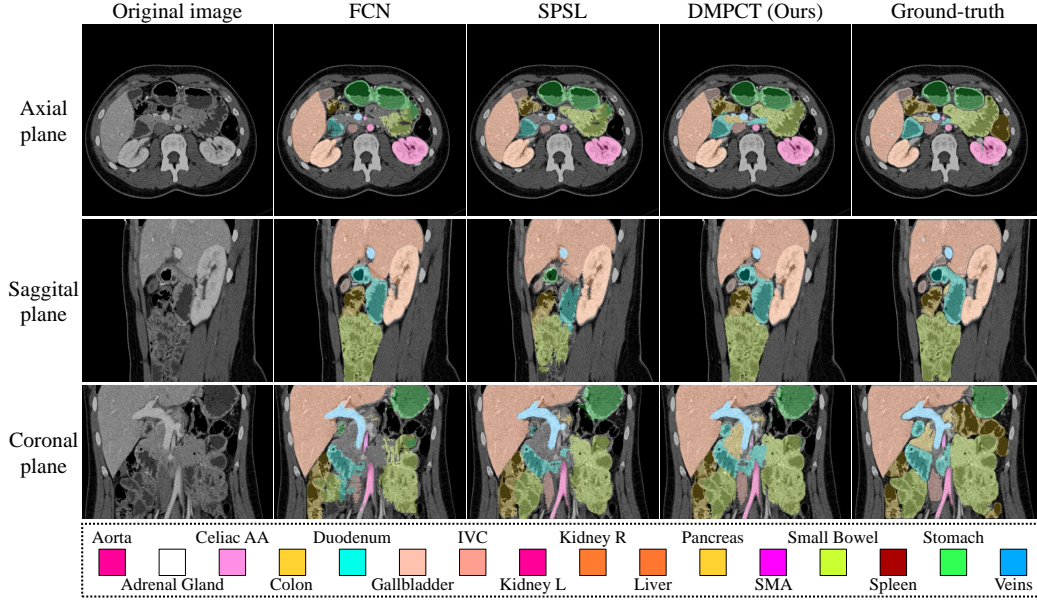 Original image FCN SPSL DMPCT (Ours) Ground-truth
Axial
plane
Saggital
plane
Coronal
plane
Aorta Celiac AA Duodenum IVC Kidney R Pancreas Small Bowel Stomach
Adrenal Gland Colon Gallbladder Kidney L Liver SMA Spleen Veins